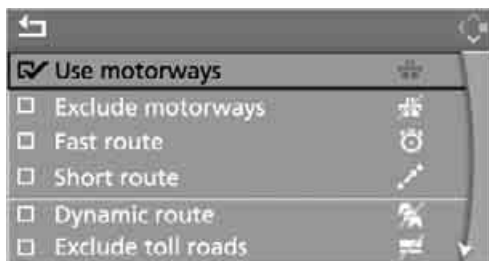 Use motorways
Exclude motorways
Fast route
Short route
Dynamic route
Exclude toll roads